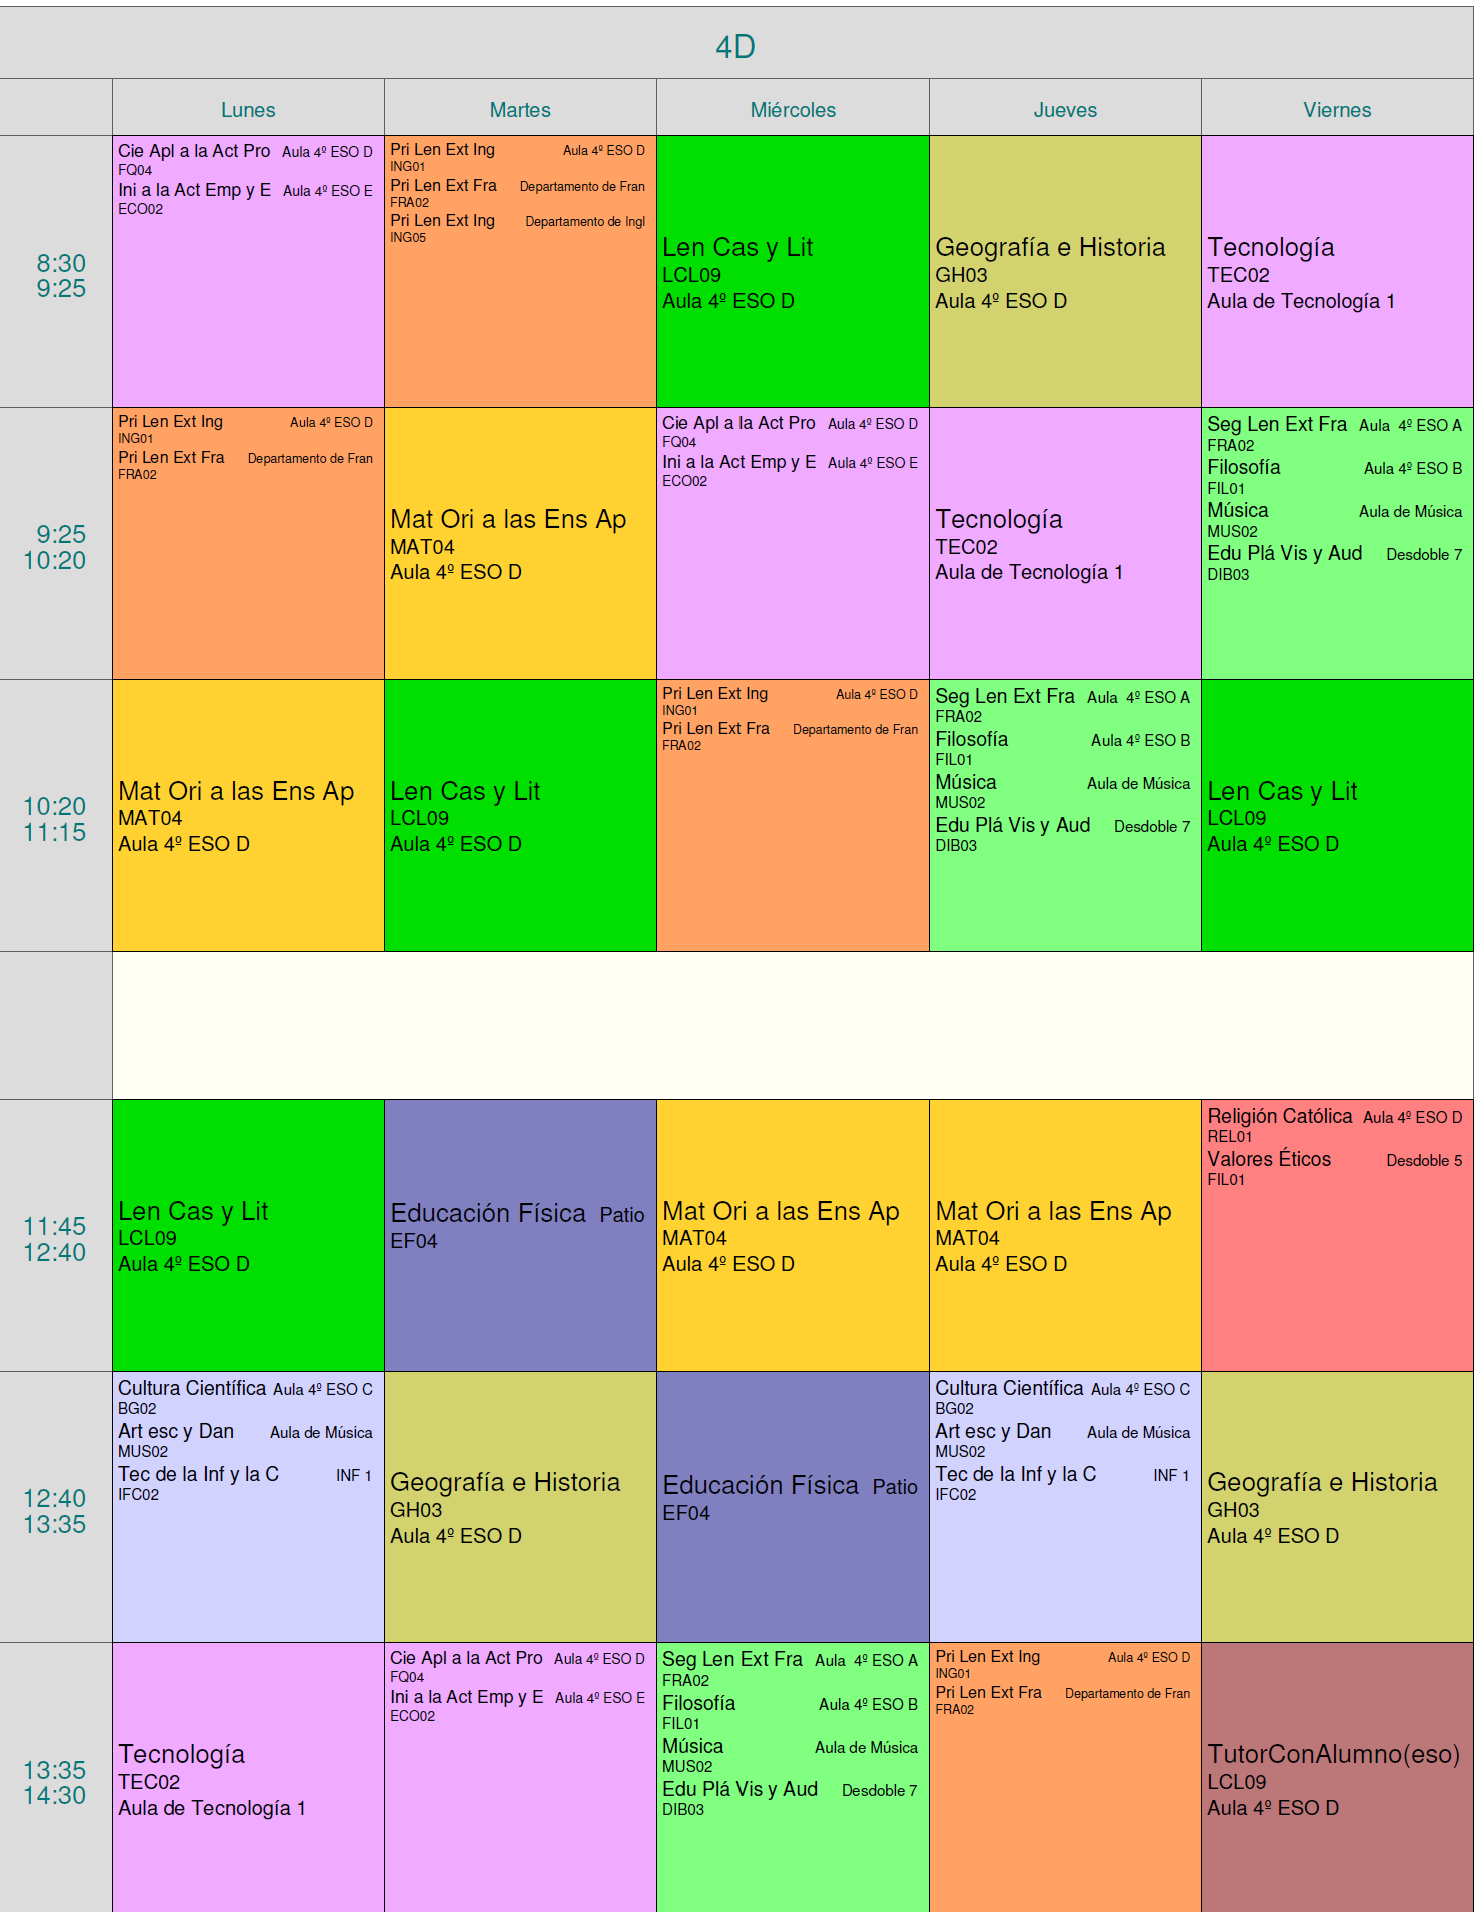 4D
Lunes Martes Miércoles Jueves Viernes
8:30
9:25
Cie Apl a la Act Pro Aula 4º ESO D
FQ04
Ini a la Act Emp y E Aula 4º ESO E
ECO02
Pri Len Ext Ing Aula 4º ESO D
ING01
Pri Len Ext Fra Departamento de Fran
FRA02
Pri Len Ext Ing Departamento de Ingl
ING05
Len Cas y Lit
LCL09
Aula 4º ESO D
Geografía e Historia
GH03
Aula 4º ESO D
Tecnología
TEC02
Aula de Tecnología 1
9:25
10:20
Pri Len Ext Ing Aula 4º ESO D
ING01
Pri Len Ext Fra Departamento de Fran
FRA02
Mat Ori a las Ens Ap
MAT04
Aula 4º ESO D
Cie Apl a la Act Pro Aula 4º ESO D
FQ04
Ini a la Act Emp y E Aula 4º ESO E
ECO02
Tecnología
TEC02
Aula de Tecnología 1
Seg Len Ext Fra Aula 4º ESO A
FRA02
Filosofía Aula 4º ESO B
FIL01
Música Aula de Música
MUS02
Edu Plá Vis y Aud Desdoble 7
DIB03
10:20
11:15
Mat Ori a las Ens Ap
MAT04
Aula 4º ESO D
Len Cas y Lit
LCL09
Aula 4º ESO D
Pri Len Ext Ing Aula 4º ESO D
ING01
Pri Len Ext Fra Departamento de Fran
FRA02
Seg Len Ext Fra Aula 4º ESO A
FRA02
Filosofía Aula 4º ESO B
FIL01
Música Aula de Música
MUS02
Edu Plá Vis y Aud Desdoble 7
DIB03
Len Cas y Lit
LCL09
Aula 4º ESO D
11:45
12:40
Len Cas y Lit
LCL09
Aula 4º ESO D
Educación Física Patio
EF04
Mat Ori a las Ens Ap
MAT04
Aula 4º ESO D
Mat Ori a las Ens Ap
MAT04
Aula 4º ESO D
Religión Católica Aula 4º ESO D
REL01
Valores Éticos Desdoble 5
FIL01
12:40
13:35
Cultura Científica Aula 4º ESO C
BG02
Art esc y Dan Aula de Música
MUS02
Tec de la Inf y la C INF 1
IFC02
Geografía e Historia
GH03
Aula 4º ESO D
Educación Física Patio
EF04
Cultura Científica Aula 4º ESO C
BG02
Art esc y Dan Aula de Música
MUS02
Tec de la Inf y la C INF 1
IFC02
Geografía e Historia
GH03
Aula 4º ESO D
13:35
14:30
Tecnología
TEC02
Aula de Tecnología 1
Cie Apl a la Act Pro Aula 4º ESO D
FQ04
Ini a la Act Emp y E Aula 4º ESO E
ECO02
Seg Len Ext Fra Aula 4º ESO A
FRA02
Filosofía Aula 4º ESO B
FIL01
Música Aula de Música
MUS02
Edu Plá Vis y Aud Desdoble 7
DIB03
Pri Len Ext Ing Aula 4º ESO D
ING01
Pri Len Ext Fra Departamento de Fran
FRA02
TutorConAlumno(eso)
LCL09
Aula 4º ESO D